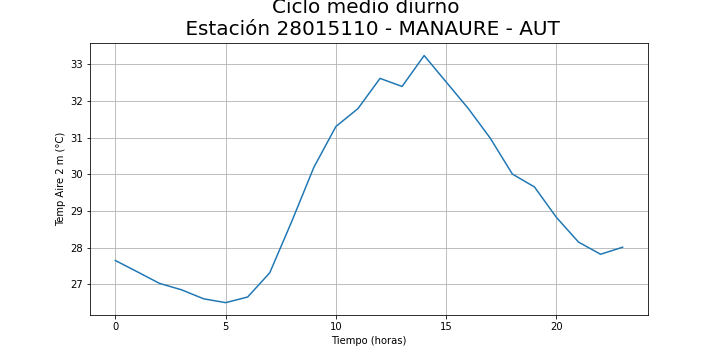 Ciclo medio diurno
Estación 28015110 - MANAURE - AUT
Temp Aire 2 m (°C)
33
32
31
30
29
28
27
0 5 10 15 20
Tiempo (horas)